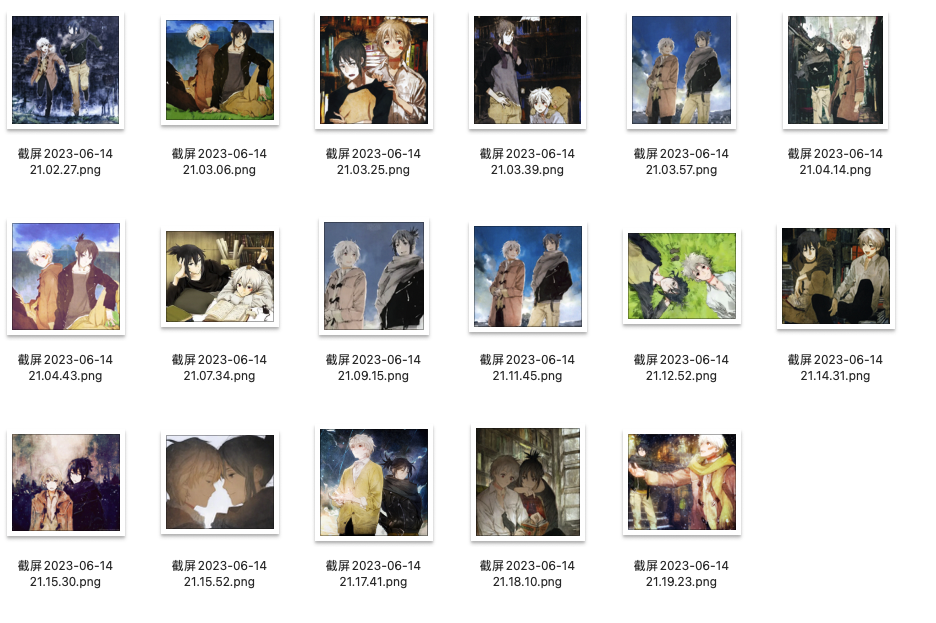 截屏2023-06-14 截屏2023-06-14 截屏2023-06-14 截屏2023-06-14 截屏2023-06-14 截屏2023-06-14
21.02.27.png 21.03.06.png 21.03.25.png 21.03.39.png 21.03.57.png 21.04.14.png
截屏2023-06-14 截屏2023-06-14 截屏2023-06-14 截屏2023-06-14 截屏2023-06-14 截屏2023-06-14
21.04.43.png 21.07.34.png 21.09.15.png 21.11.45.png 21.12.52.png 21.14.31.png
截屏2023-06-14 截屏2023-06-14 截屏2023-06-14 截屏2023-06-14 截屏2023-06-14
21.15.30.png 21.15.52.png 21.17.41.png 21.18.10.png 21.19.23.png